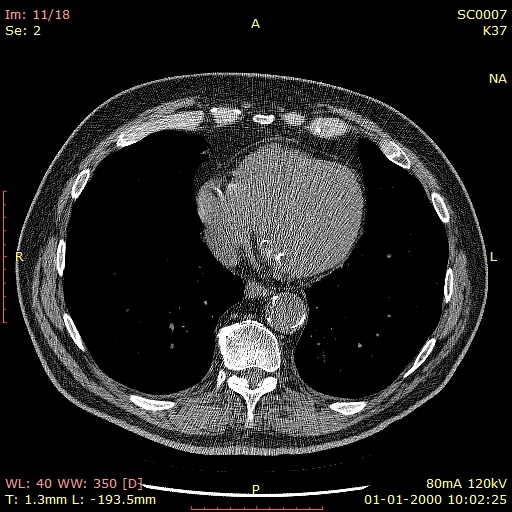 Im: 11/18
SC0007
Se: 2
K37
A
NA
R
L
WL: 40 WW: 350 [D]
80mA 120kV
P
T: 1.3mm L: -193.5mm
01-01-2000 10:02:25